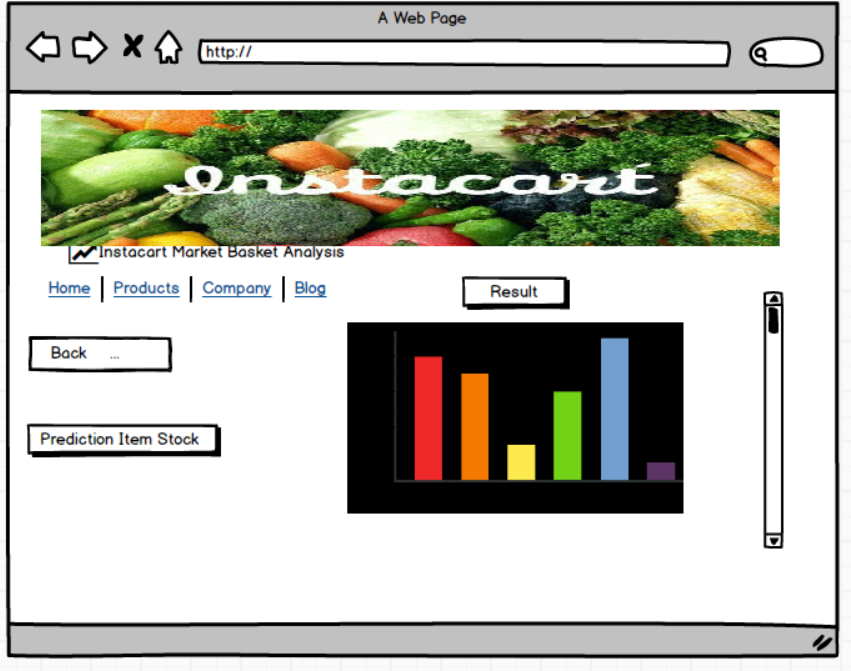 A Web Page
http://
Instacart
Instacart Market Basket Analysis
Home Products Company Blog
Result
Back ...
Prediction Item Stock